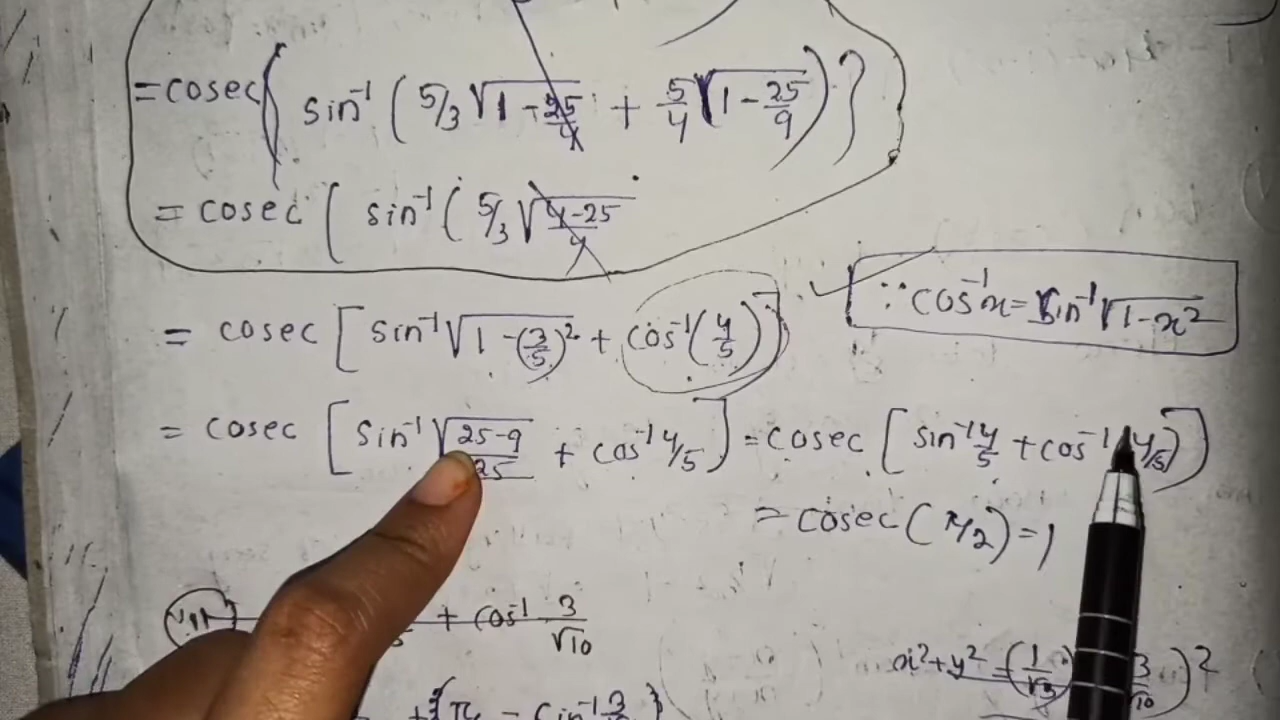 = cosec( sin⁻¹ ( 5/3 √(1 - 25/4) + 5/4 √(1 - 25/9) ) }
= cosec [ sin⁻¹ ( 5/3 √((4-25)/4)
= cosec [ sin⁻¹ √(1 - (3/5)²) + cos⁻¹ (4/5) ]
∵ cos⁻¹x = sin⁻¹ √(1-x²)
= cosec [ sin⁻¹ √((25-9)/25) + cos⁻¹ 4/5 ] = cosec [ sin⁻¹ 4/5 + cos⁻¹ (4/5) ]
= cosec ( π/2 ) = 1
+ cos⁻¹ 3/√10
x² + y² =